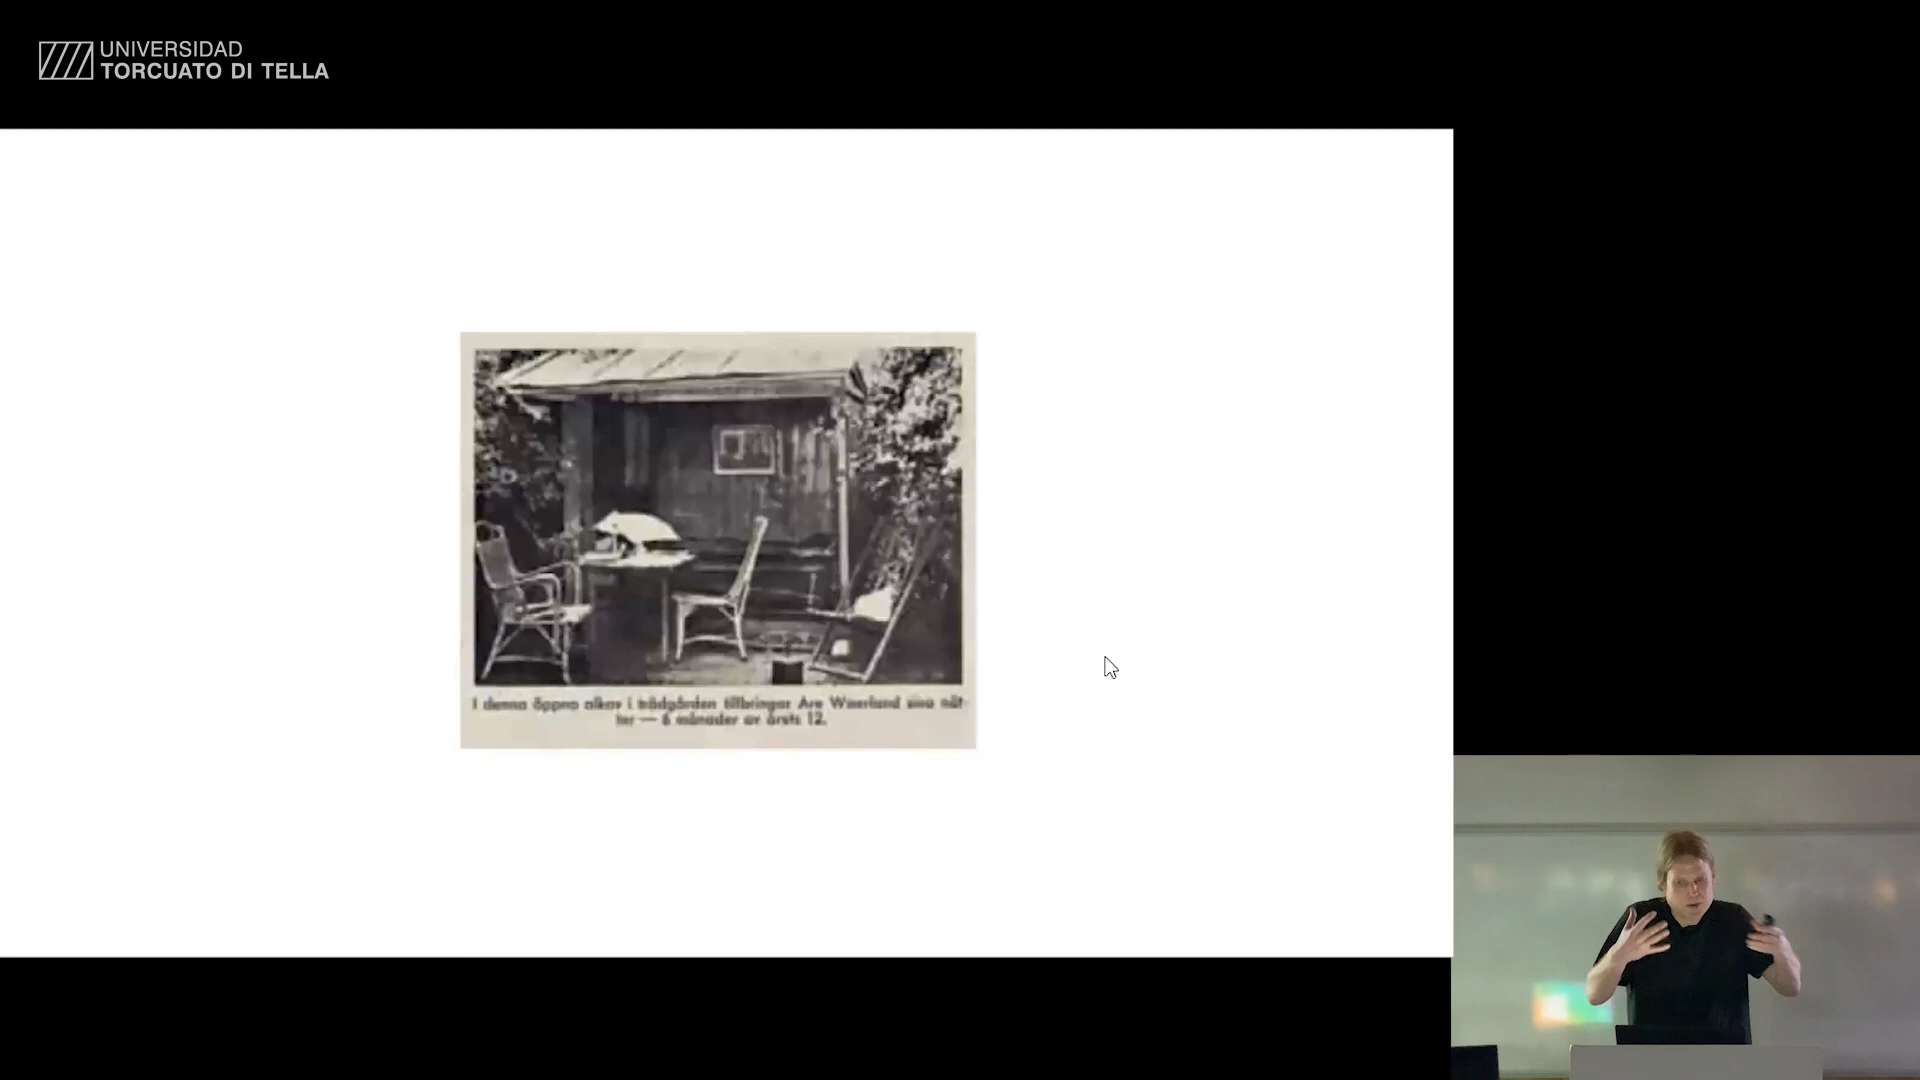 UNIVERSIDAD
TORCUATO DI TELLA
I denna öppna alkov i trädgården tillbringar Are Waerland sina nät-
ter — 6 månader av årets 12.